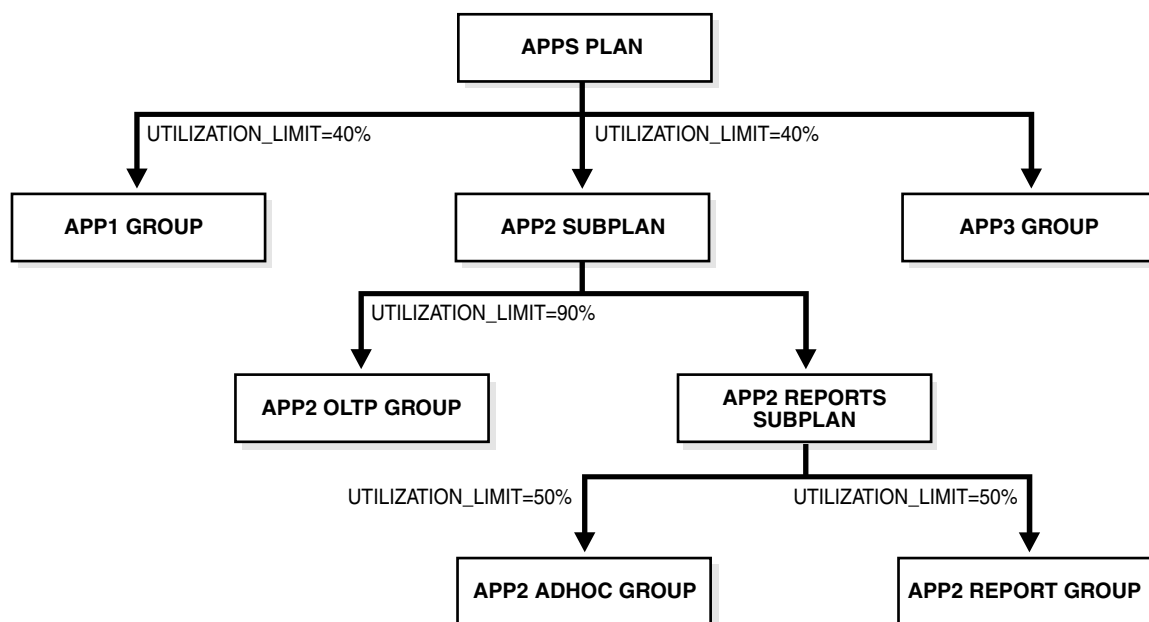 APPS PLAN
UTILIZATION_LIMIT=40%
UTILIZATION_LIMIT=40%
APP1 GROUP
APP2 SUBPLAN
APP3 GROUP
UTILIZATION_LIMIT=90%
APP2 OLTP GROUP
APP2 REPORTS
SUBPLAN
UTILIZATION_LIMIT=50%
UTILIZATION_LIMIT=50%
APP2 ADHOC GROUP
APP2 REPORT GROUP